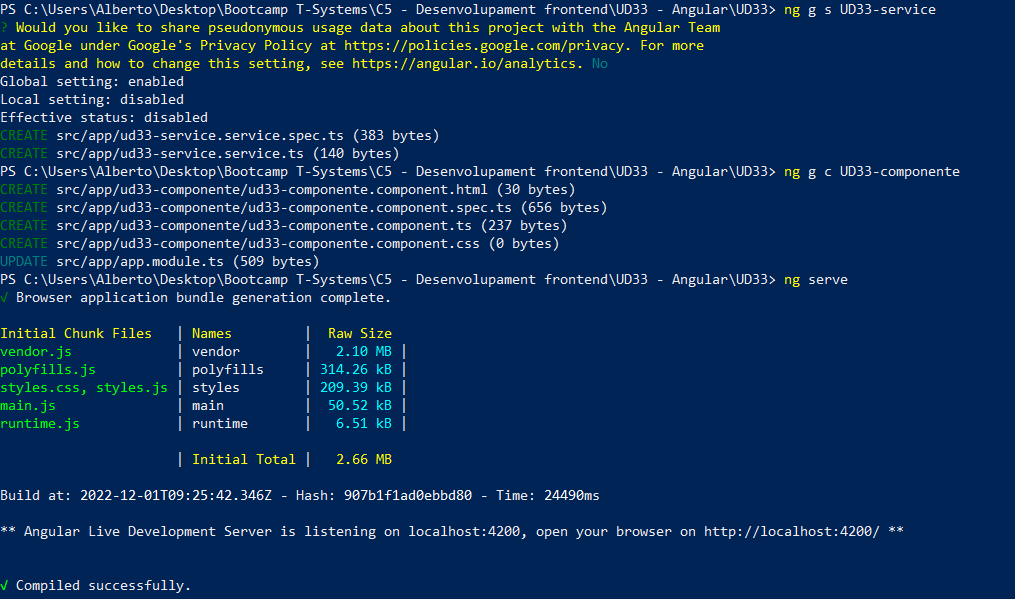 PS C:\Users\Alberto\Desktop\Bootcamp T-Systems\C5 - Desenvolupament frontend\UD33 - Angular\UD33> ng g s UD33-service
? Would you like to share pseudonymous usage data about this project with the Angular Team
at Google under Google's Privacy Policy at https://policies.google.com/privacy. For more
details and how to change this setting, see https://angular.io/analytics. No
Global setting: enabled
Local setting: disabled
Effective status: disabled
CREATE src/app/ud33-service.service.spec.ts (383 bytes)
CREATE src/app/ud33-service.service.ts (140 bytes)
PS C:\Users\Alberto\Desktop\Bootcamp T-Systems\C5 - Desenvolupament frontend\UD33 - Angular\UD33> ng g c UD33-componente
CREATE src/app/ud33-componente/ud33-componente.component.html (30 bytes)
CREATE src/app/ud33-componente/ud33-componente.component.spec.ts (656 bytes)
CREATE src/app/ud33-componente/ud33-componente.component.ts (237 bytes)
CREATE src/app/ud33-componente/ud33-componente.component.css (0 bytes)
UPDATE src/app/app.module.ts (509 bytes)
PS C:\Users\Alberto\Desktop\Bootcamp T-Systems\C5 - Desenvolupament frontend\UD33 - Angular\UD33> ng serve
√ Browser application bundle generation complete.
Initial Chunk Files | Names | Raw Size
vendor.js | vendor | 2.10 MB |
polyfills.js | polyfills | 314.26 kB |
styles.css, styles.js | styles | 209.39 kB |
main.js | main | 50.52 kB |
runtime.js | runtime | 6.51 kB |
| Initial Total | 2.66 MB
Build at: 2022-12-01T09:25:42.346Z - Hash: 907b1f1ad0ebbd80 - Time: 24490ms
** Angular Live Development Server is listening on localhost:4200, open your browser on http://localhost:4200/ **
√ Compiled successfully.